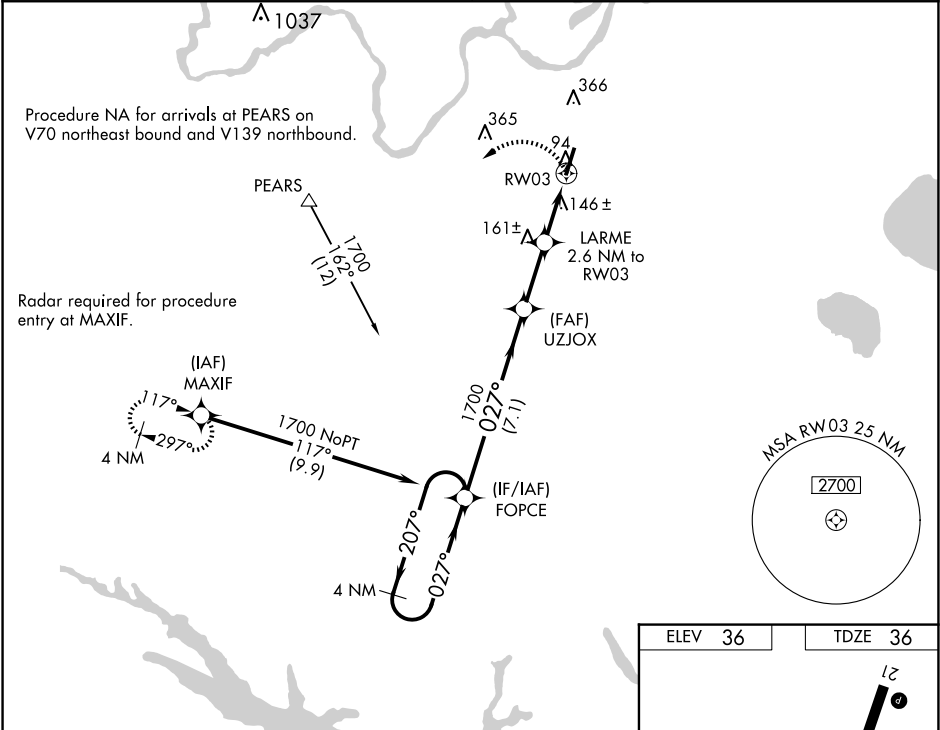 1037
Procedure NA for arrivals at PEARS on
V70 northeast bound and V139 northbound.
366
365
94
RW03
PEARS
146±
161±
LARME
2.6 NM to
RW03
1700
162°
(12)
Radar required for procedure
entry at MAXIF.
(FAF)
UZJOX
(IAF)
MAXIF
117°
297°
4 NM
1700 NoPT
117°
(9.9)
1700
027°
(7.1)
(IF/IAF)
FOPCE
207°
027°
4 NM
MSA RW03 25 NM
2700
ELEV 36
TDZE 36
21
P